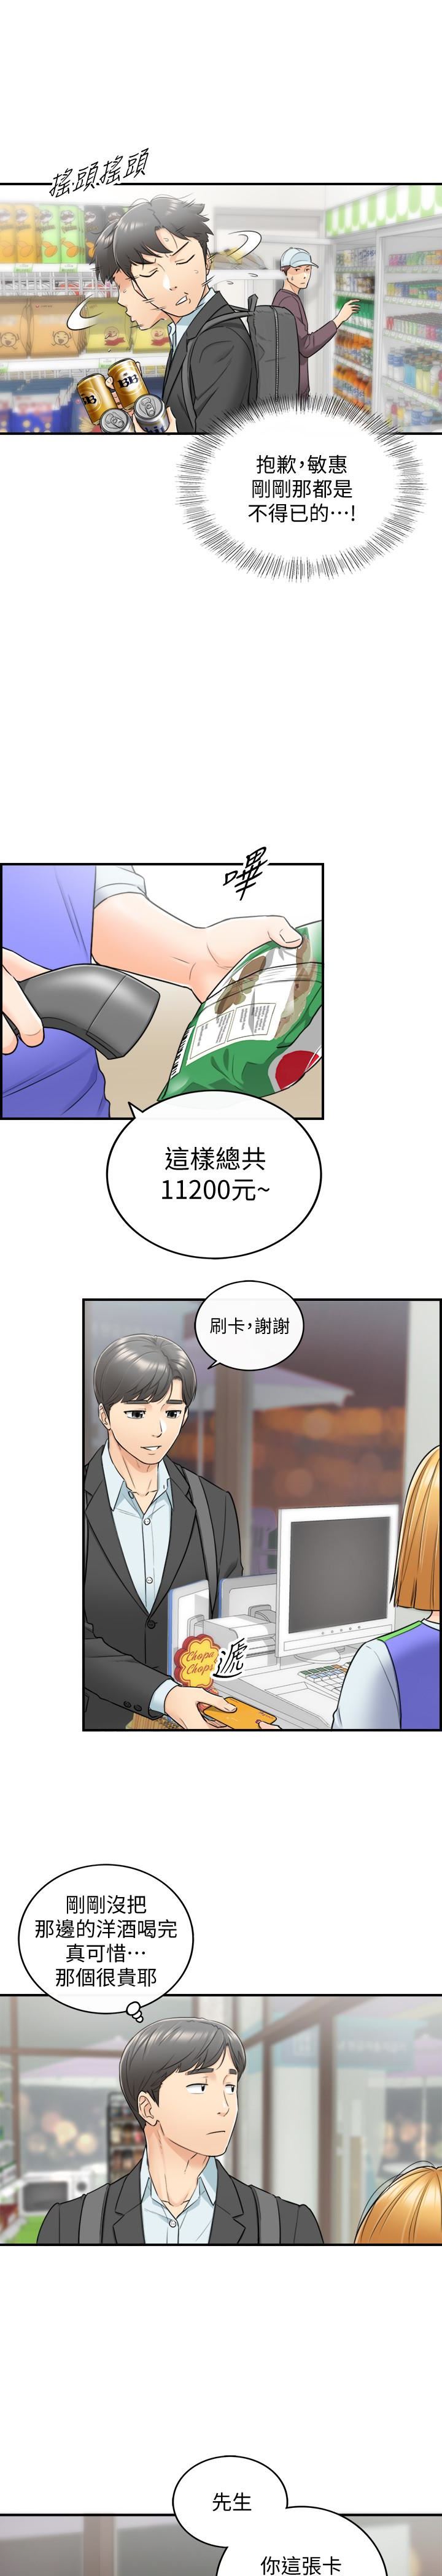 搖頭搖頭
抱歉，敏惠
剛剛那都是
不得已的…!
嗶
這樣總共
11200元~
刷卡，謝謝
Chapa
Chaps
遞
剛剛沒把
那邊的洋酒喝完
真可惜…
那個很貴耶
先生
你這張卡